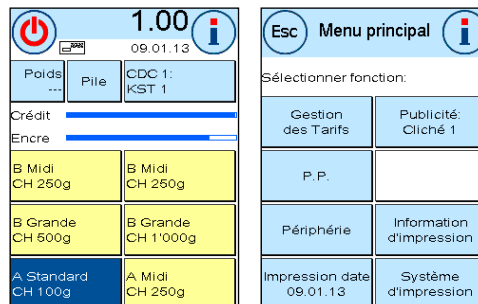 1.00
09.01.13
Poids
---
Pile
CDC 1:
KST 1
Crédit
Encre
B Midi
CH 250g
B Midi
CH 250g
B Grande
CH 500g
B Grande
CH 1'000g
A Standard
CH 100g
A Midi
CH 250g
Esc
Menu principal
Sélectionner fonction:
Gestion
des Tarifs
Publicité:
Cliché 1
P.P.
Périphérie
Information
d'impression
Impression date
09.01.13
Système
d'impression